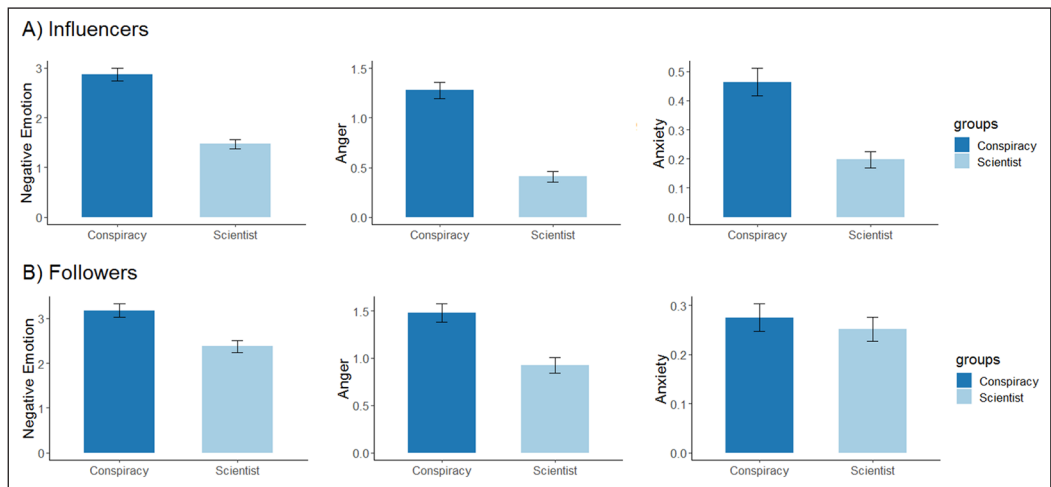 A) Influencers
Negative Emotion
3
2
1
0
Conspiracy Scientist
Anger
1.5
1.0
0.5
0.0
Conspiracy Scientist
Anxiety
0.5
0.4
0.3
0.2
0.1
0.0
Conspiracy Scientist
groups
Conspiracy
Scientist
B) Followers
Negative Emotion
3
2
1
0
Conspiracy Scientist
Anger
1.5
1.0
0.5
0.0
Conspiracy Scientist
Anxiety
0.3
0.2
0.1
0.0
Conspiracy Scientist
groups
Conspiracy
Scientist